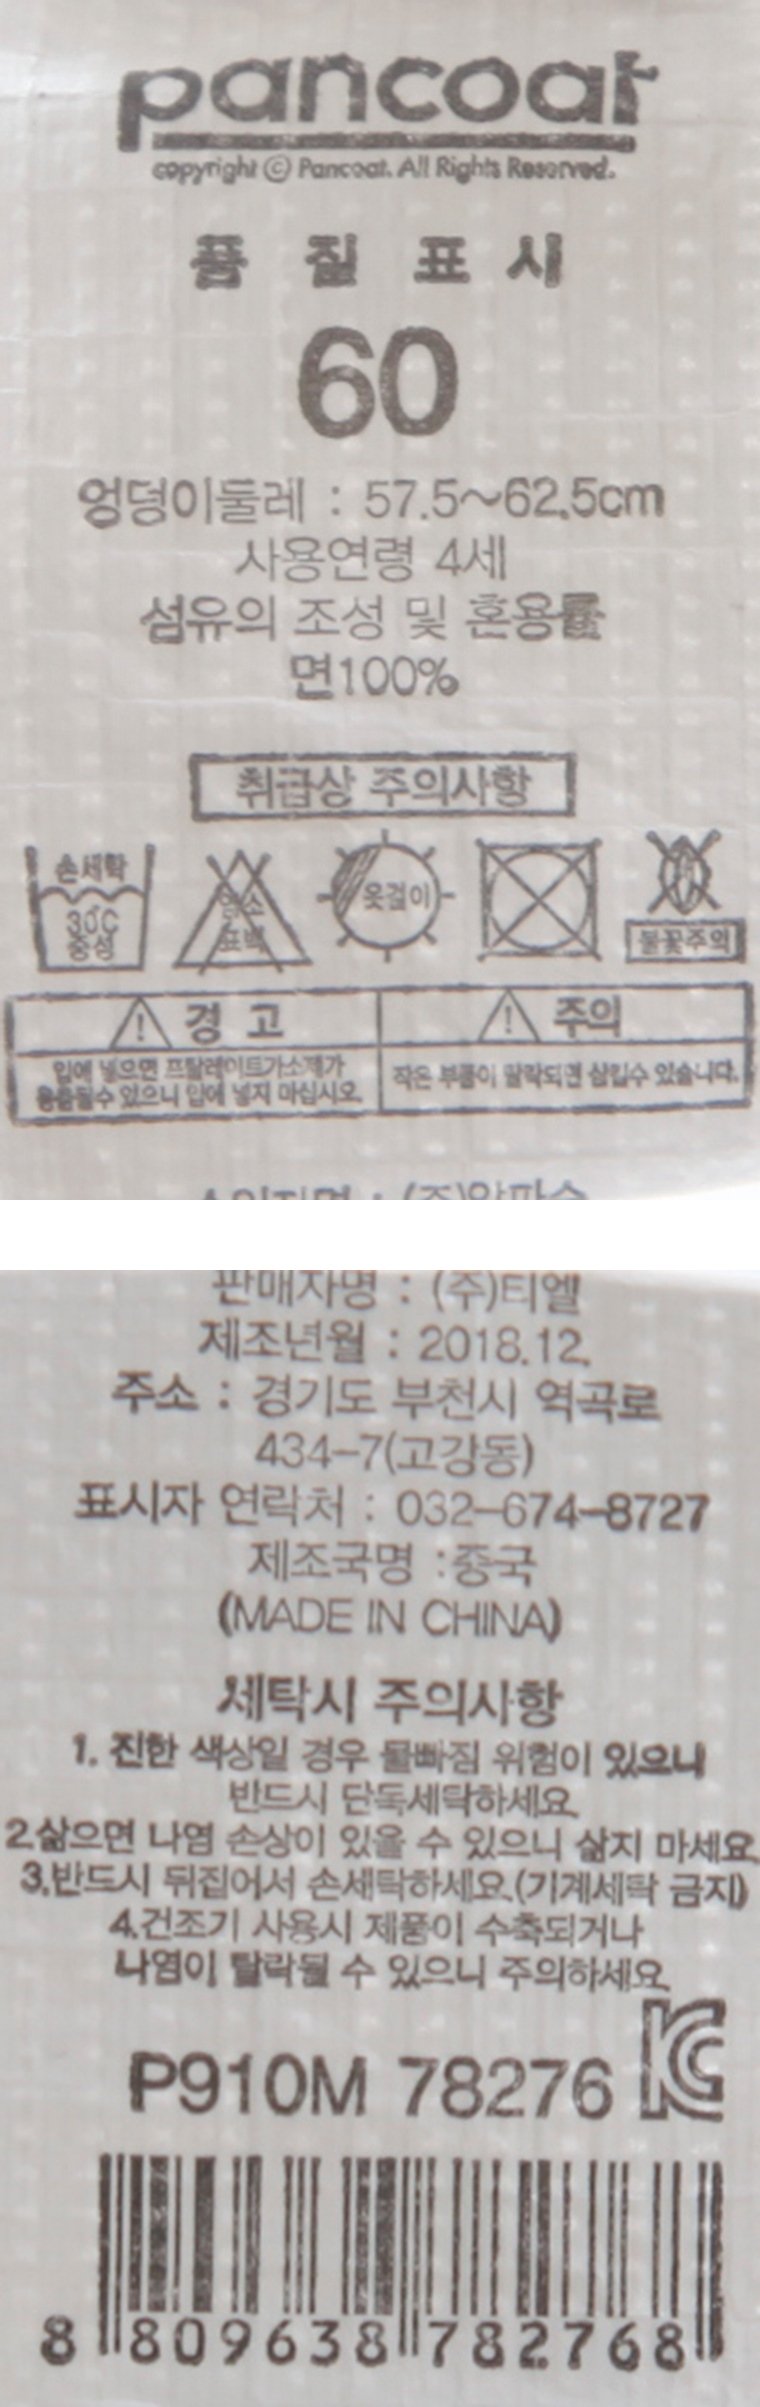 pancoat
copyright © Pancoat. All Rights Reserved.
품 질 표 시
60
엉덩이둘레 : 57.5~62.5cm
사용연령 4세
섬유의 조성 및 혼용률
면100%
취급상 주의사항
손세탁
30℃
중성
염소
표백
옷걸이
불꽃주의
경 고
주의
입에 넣으면 프탈레이트가소제가
용출될수 있으니 입에 넣지 마십시오.
작은 부품이 탈락되면 삼킬수 있습니다.
판매자명 : (주)티엘
제조년월 : 2018.12.
주소 : 경기도 부천시 역곡로
434-7(고강동)
표시자 연락처 : 032-674-8727
제조국명 :중국
(MADE IN CHINA)
세탁시 주의사항
1. 진한 색상일 경우 물빠짐 위험이 있으니
반드시 단독세탁하세요.
2.삶으면 나염 손상이 있을 수 있으니 삶지 마세요.
3.반드시 뒤집어서 손세탁하세요.(기계세탁 금지)
4.건조기 사용시 제품이 수축되거나
나염이 탈락될 수 있으니 주의하세요.
P910M 78276
8 809638 782768